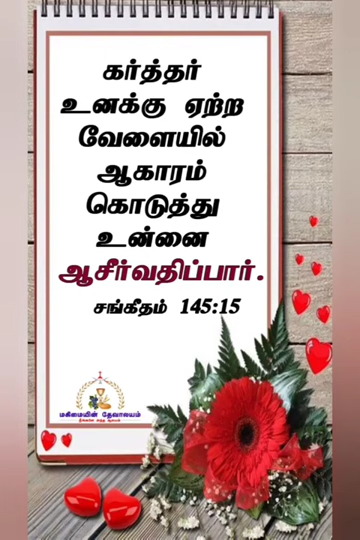 கர்த்தர்
உனக்கு ஏற்ற
வேளையில்
ஆகாரம்
கொடுத்து
உன்னை
ஆசீர்வதிப்பார்.
சங்கீதம் 145:15
மகிமையின் தேவாலயம்